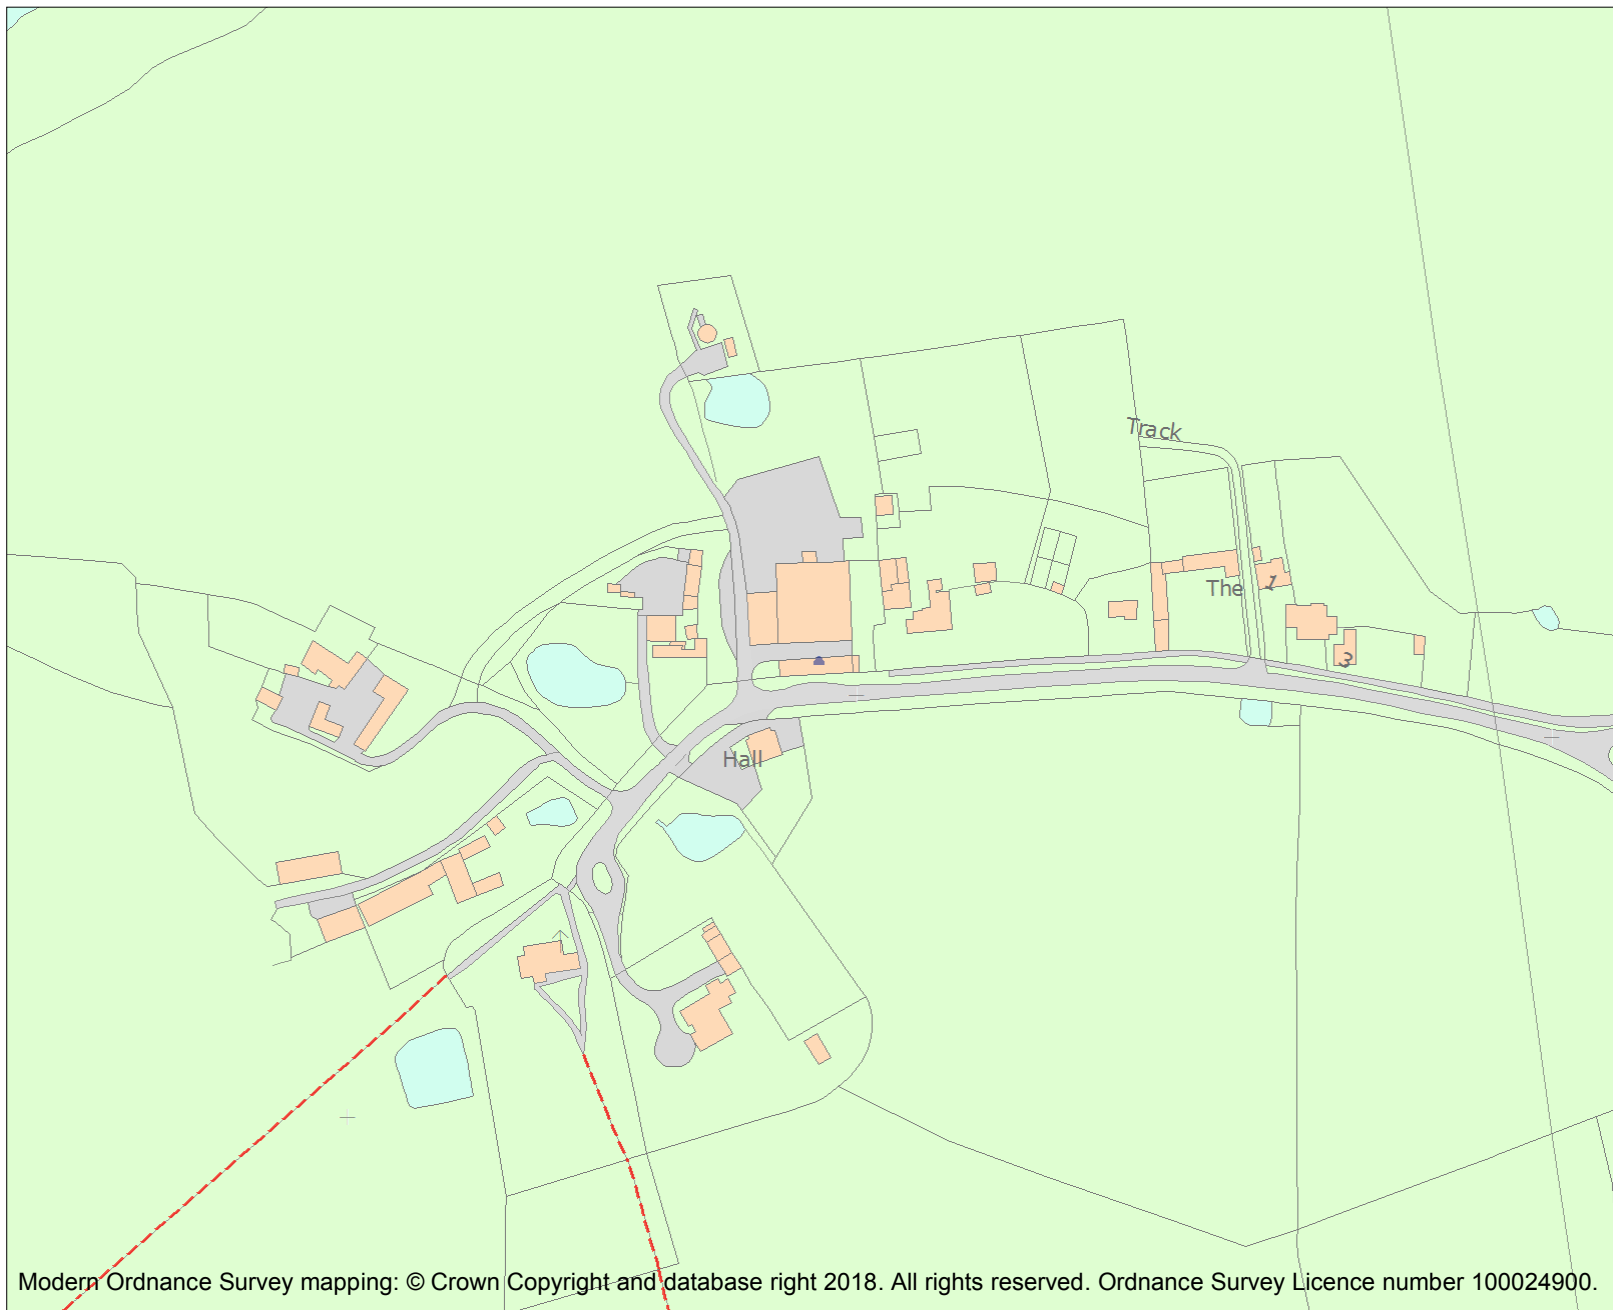 Track
The
1
3
Hall
Modern Ordnance Survey mapping: © Crown Copyright and database right 2018. All rights reserved. Ordnance Survey Licence number 100024900.